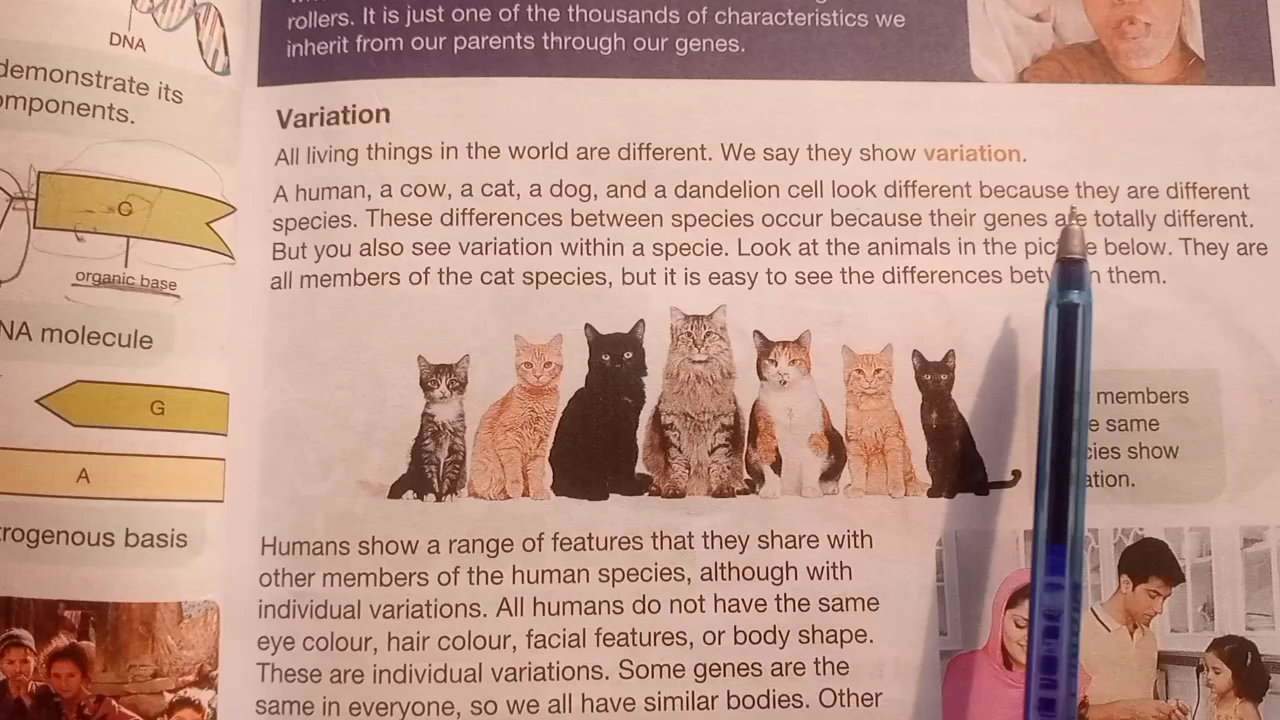 DNA
demonstrate its
omponents.
G
organic base
NA molecule
G
A
trogenous basis
rollers. It is just one of the thousands of characteristics we
inherit from our parents through our genes.
Variation
All living things in the world are different. We say they show variation.
A human, a cow, a cat, a dog, and a dandelion cell look different because they are different
species. These differences between species occur because their genes are totally different.
But you also see variation within a specie. Look at the animals in the below. They are
all members of the cat species, but it is easy to see the differences them.
members
same
show
Humans show a range of features that they share with
other members of the human species, although with
individual variations. All humans do not have the same
eye colour, hair colour, facial features, or body shape.
These are individual variations. Some genes are the
same in everyone, so we all have similar bodies. Other